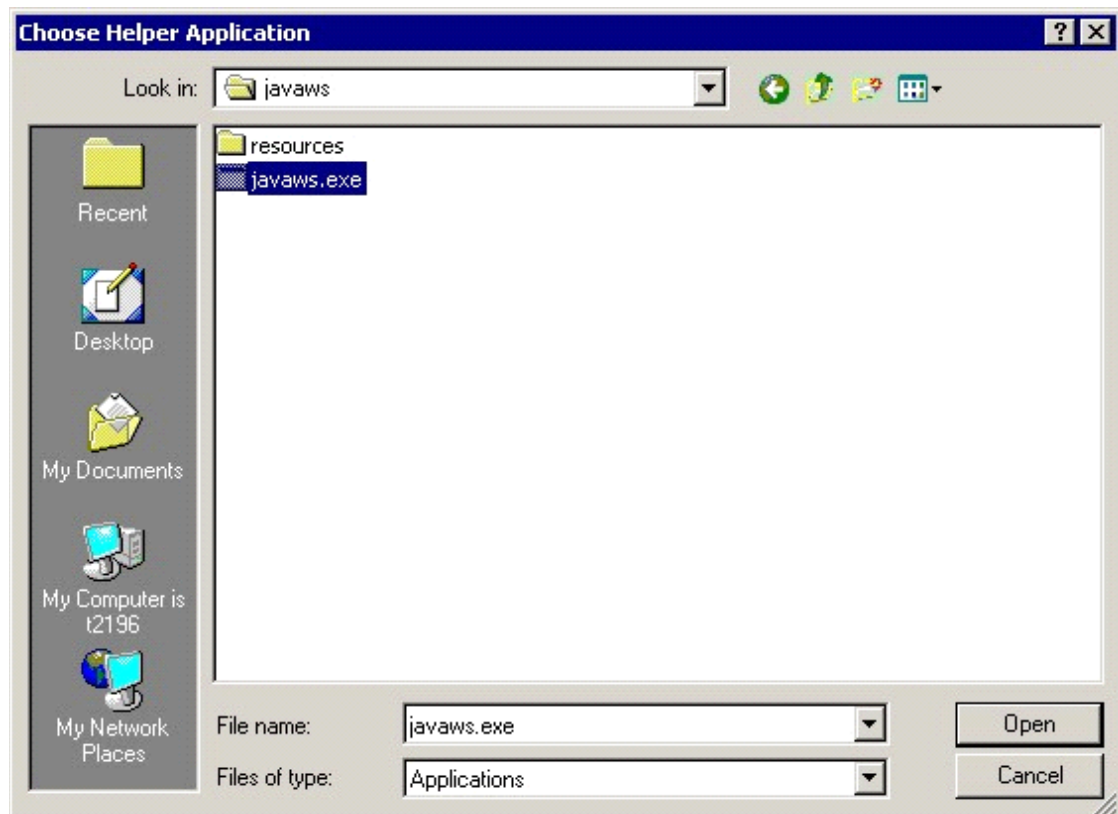 Choose Helper Application
Look in:
javaws
resources
javaws.exe
Recent
Desktop
My Documents
My Computer is
t2196
My Network
Places
File name:
javaws.exe
Open
Files of type:
Applications
Cancel